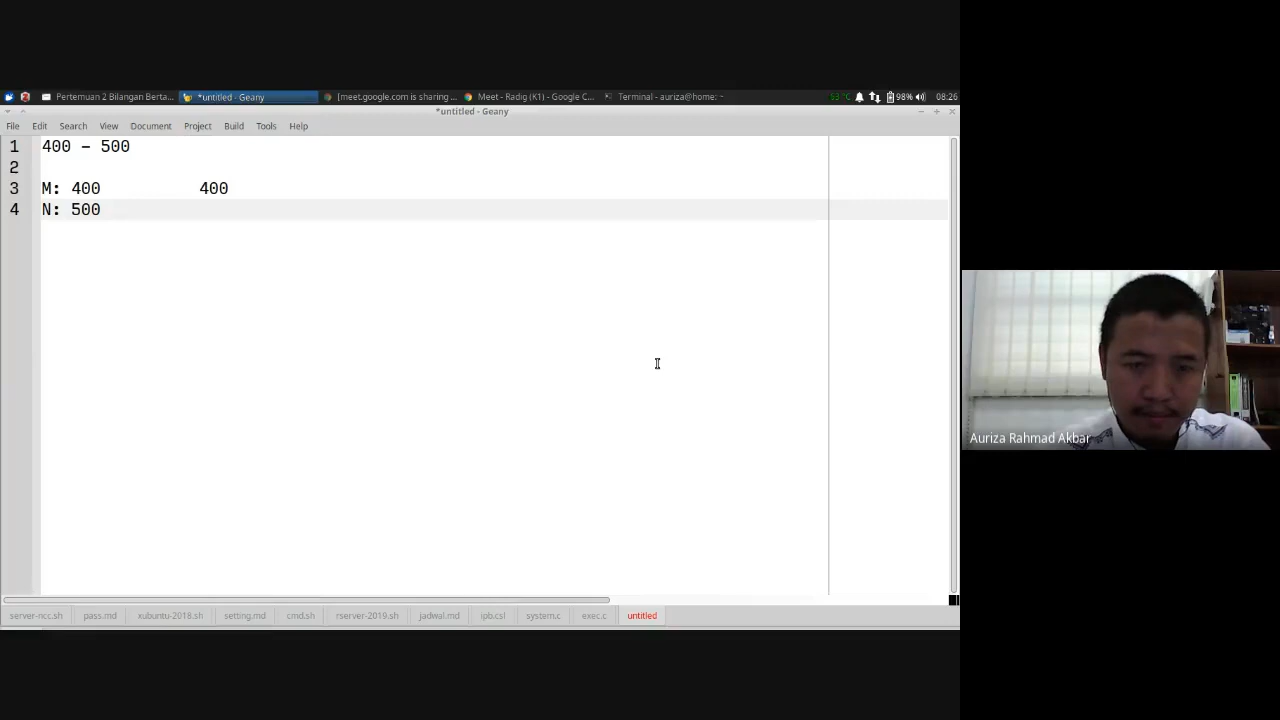 Pertemuan 2 Bilangan Berta...
*untitled - Geany
[meet.google.com is sharing ...
Meet - Radig (K1) - Google C...
Terminal - auriza@home: ~
53 °C
98%
08:26
*untitled - Geany
File Edit Search View Document Project Build Tools Help
1 400 - 500
2
3 M: 400 400
4 N: 500
Auriza Rahmad Akbar
server-ncc.sh pass.md xubuntu-2018.sh setting.md cmd.sh rserver-2019.sh jadwal.md ipb.csl system.c exec.c untitled